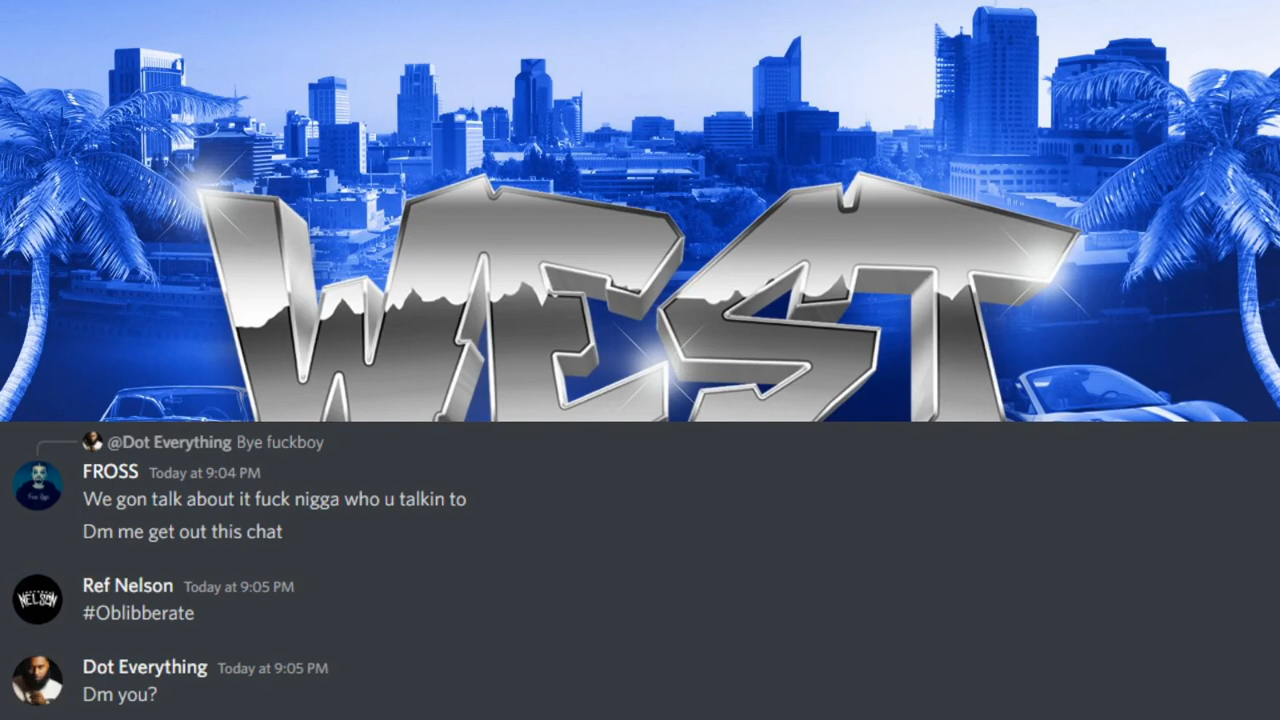 WEST
@Dot Everything Bye fuckboy
FROSS Today at 9:04 PM
We gon talk about it fuck nigga who u talkin to
Dm me get out this chat
Ref Nelson Today at 9:05 PM
NELSON
#Oblibberate
Dot Everything Today at 9:05 PM
Dm you?